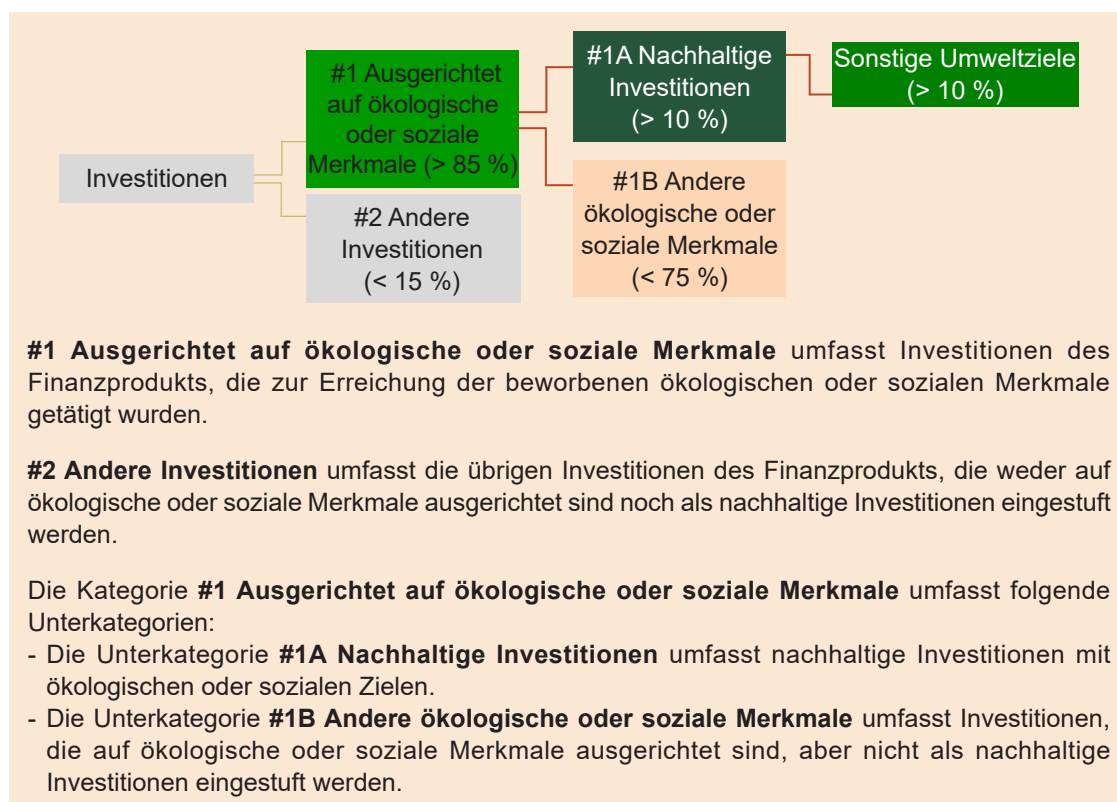 Investitionen
#1 Ausgerichtet
auf ökologische
oder soziale
Merkmale (> 85 %)
#2 Andere
Investitionen
(< 15 %)
#1A Nachhaltige
Investitionen
(> 10 %)
#1B Andere
ökologische oder
soziale Merkmale
(< 75 %)
Sonstige Umweltziele
(> 10 %)
#1 Ausgerichtet auf ökologische oder soziale Merkmale umfasst Investitionen des
Finanzprodukts, die zur Erreichung der beworbenen ökologischen oder sozialen Merkmale
getätigt wurden.
#2 Andere Investitionen umfasst die übrigen Investitionen des Finanzprodukts, die weder auf
ökologische oder soziale Merkmale ausgerichtet sind noch als nachhaltige Investitionen eingestuft
werden.
Die Kategorie #1 Ausgerichtet auf ökologische oder soziale Merkmale umfasst folgende
Unterkategorien:
- Die Unterkategorie #1A Nachhaltige Investitionen umfasst nachhaltige Investitionen mit
ökologischen oder sozialen Zielen.
- Die Unterkategorie #1B Andere ökologische oder soziale Merkmale umfasst Investitionen,
die auf ökologische oder soziale Merkmale ausgerichtet sind, aber nicht als nachhaltige
Investitionen eingestuft werden.